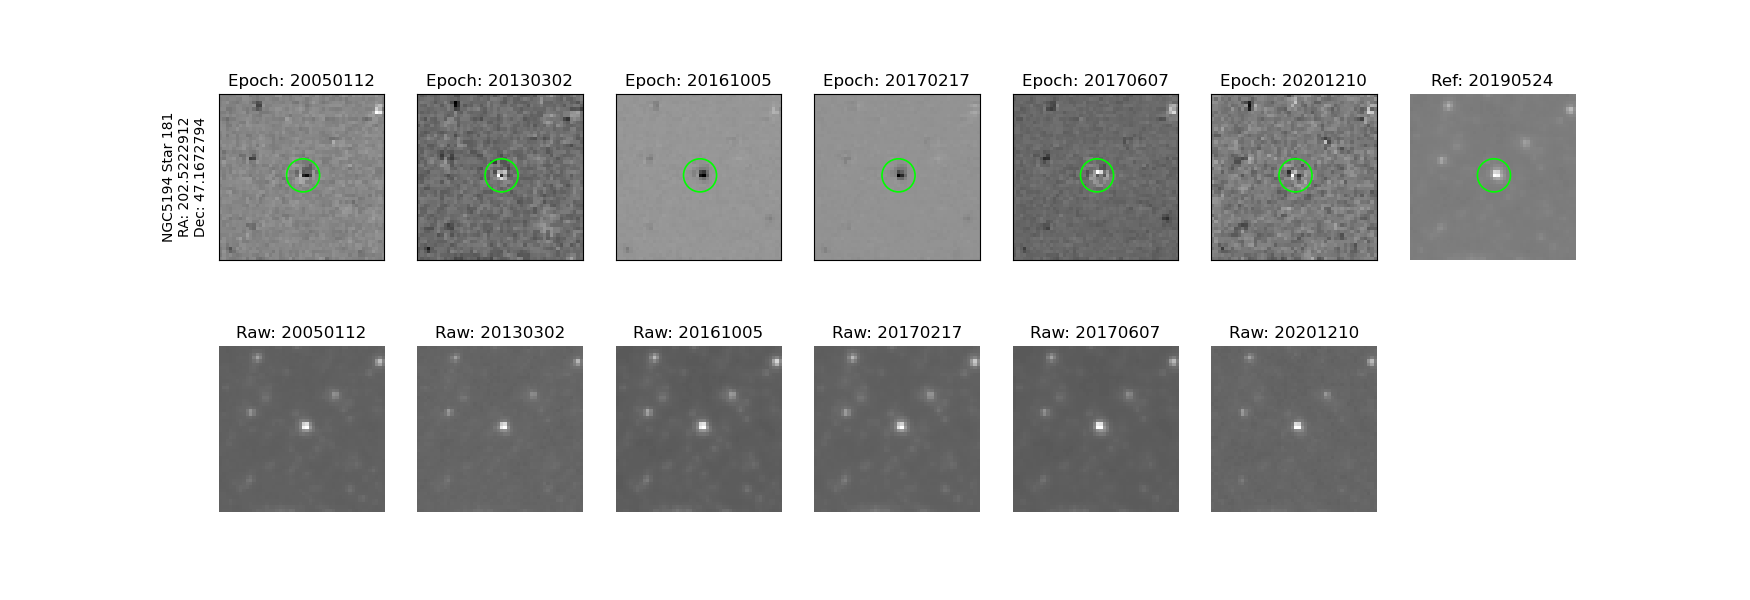 Epoch: 20050112
Epoch: 20130302
Epoch: 20161005
Epoch: 20170217
Epoch: 20170607
Epoch: 20201210
Ref: 20190524
NGC5194 Star 181
RA: 202.5222912
Dec: 47.16727794
Raw: 20050112
Raw: 20130302
Raw: 20161005
Raw: 20170217
Raw: 20170607
Raw: 20201210